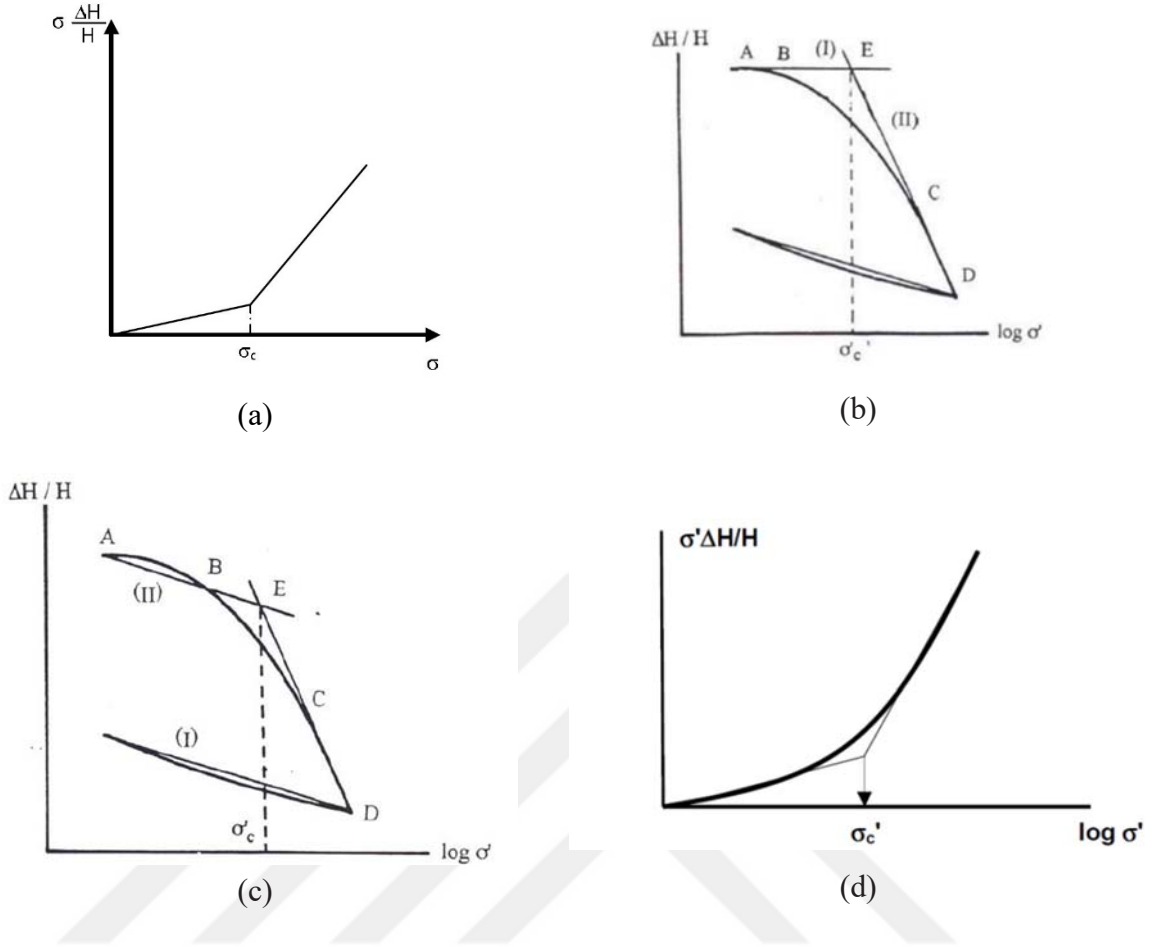 σ ΔH/H
σc
σ
(a)
ΔH / H
A B (I) E
(II)
C
D
σ'c '
log σ'
(b)
ΔH / H
A
B
E
(II)
C
(I)
D
σ'c
log σ'
(c)
σ'ΔH/H
σc'
log σ'
(d)